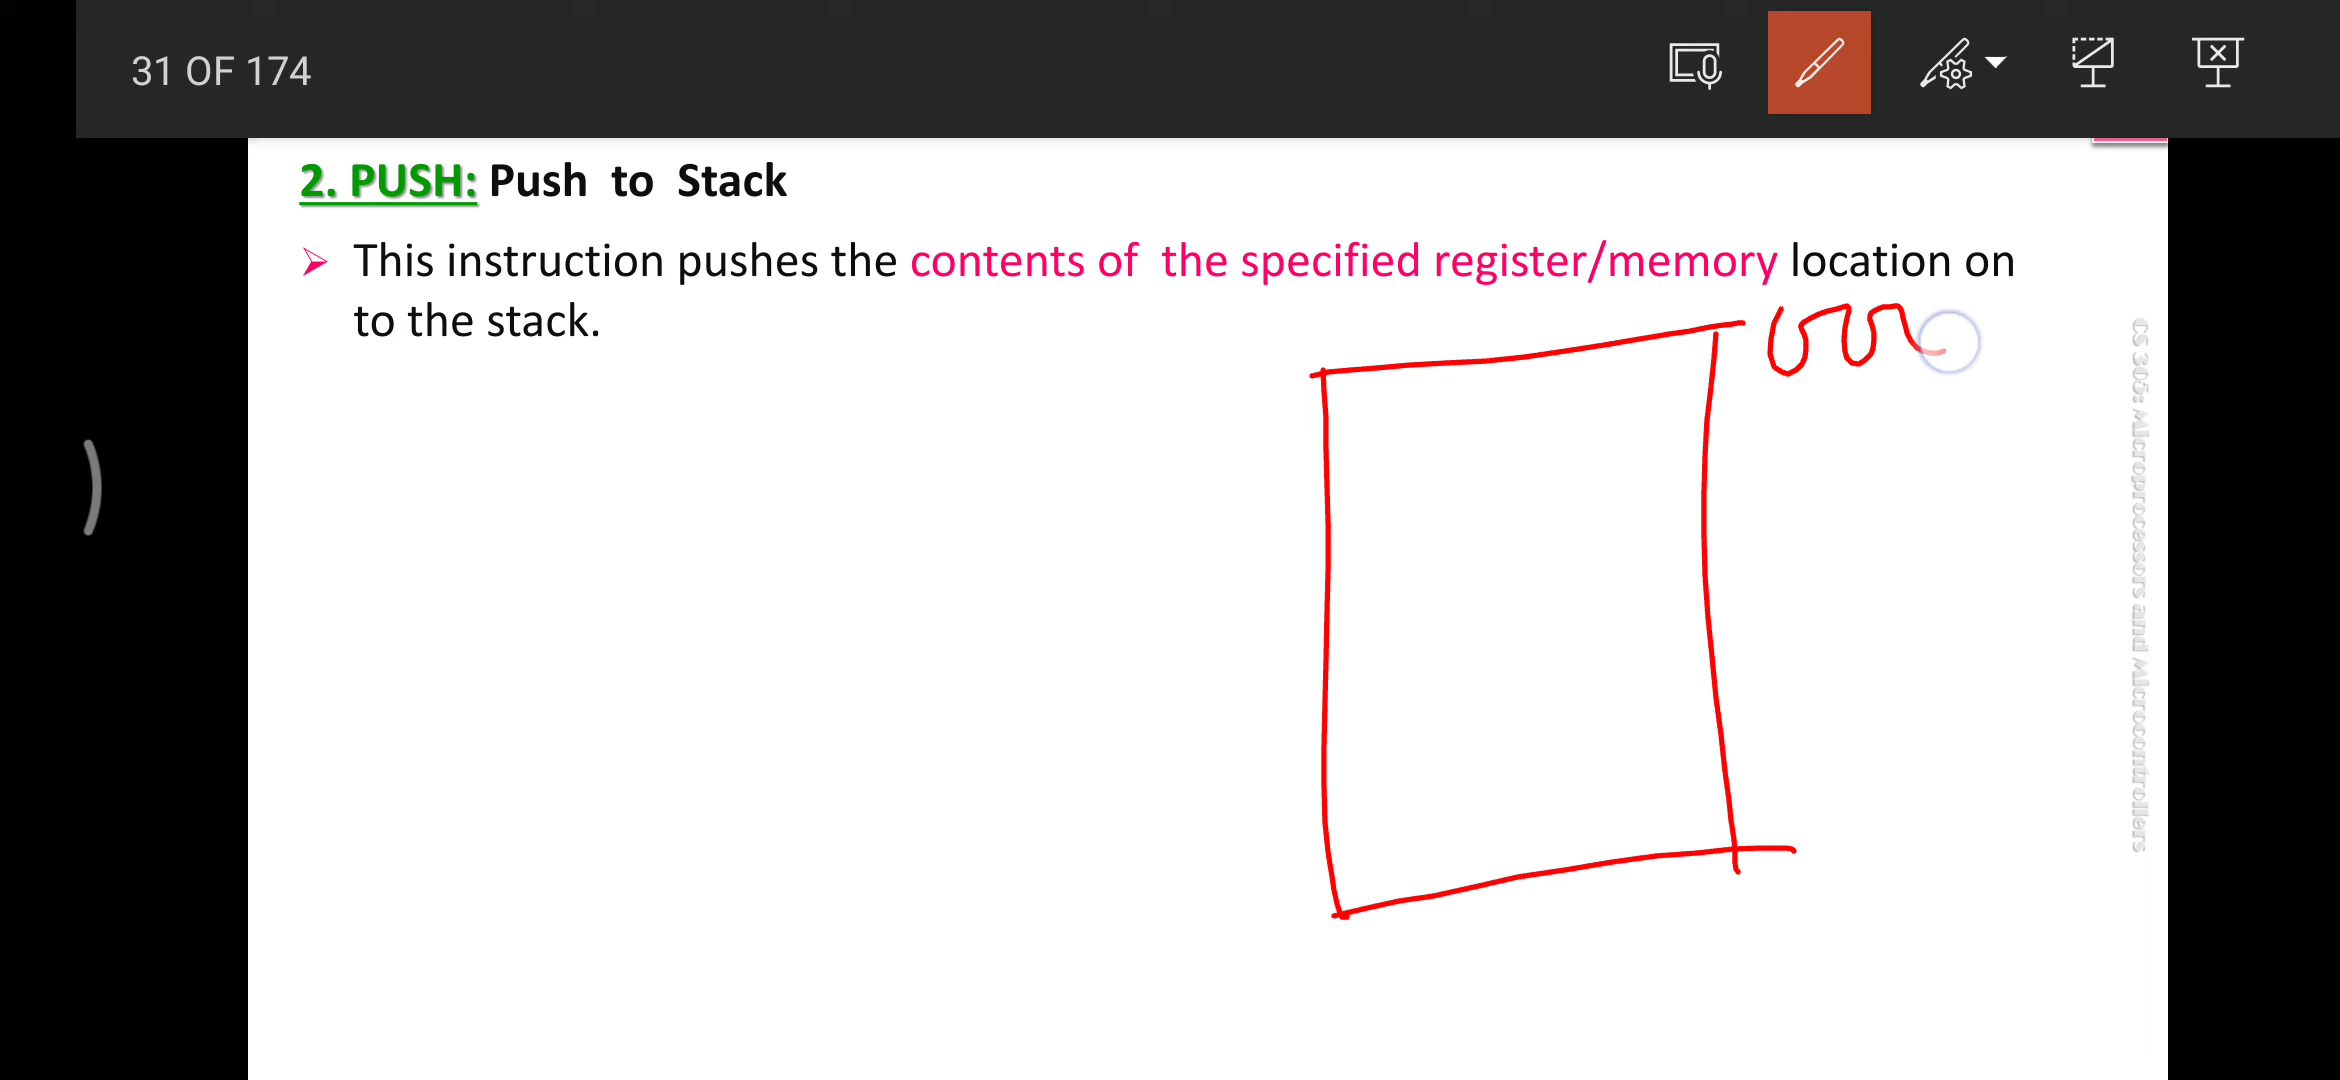 31 OF 174
2. PUSH: Push to Stack
➢ This instruction pushes the contents of the specified register/memory location on
to the stack.
CS 305: Microprocessors and Microcontrollers